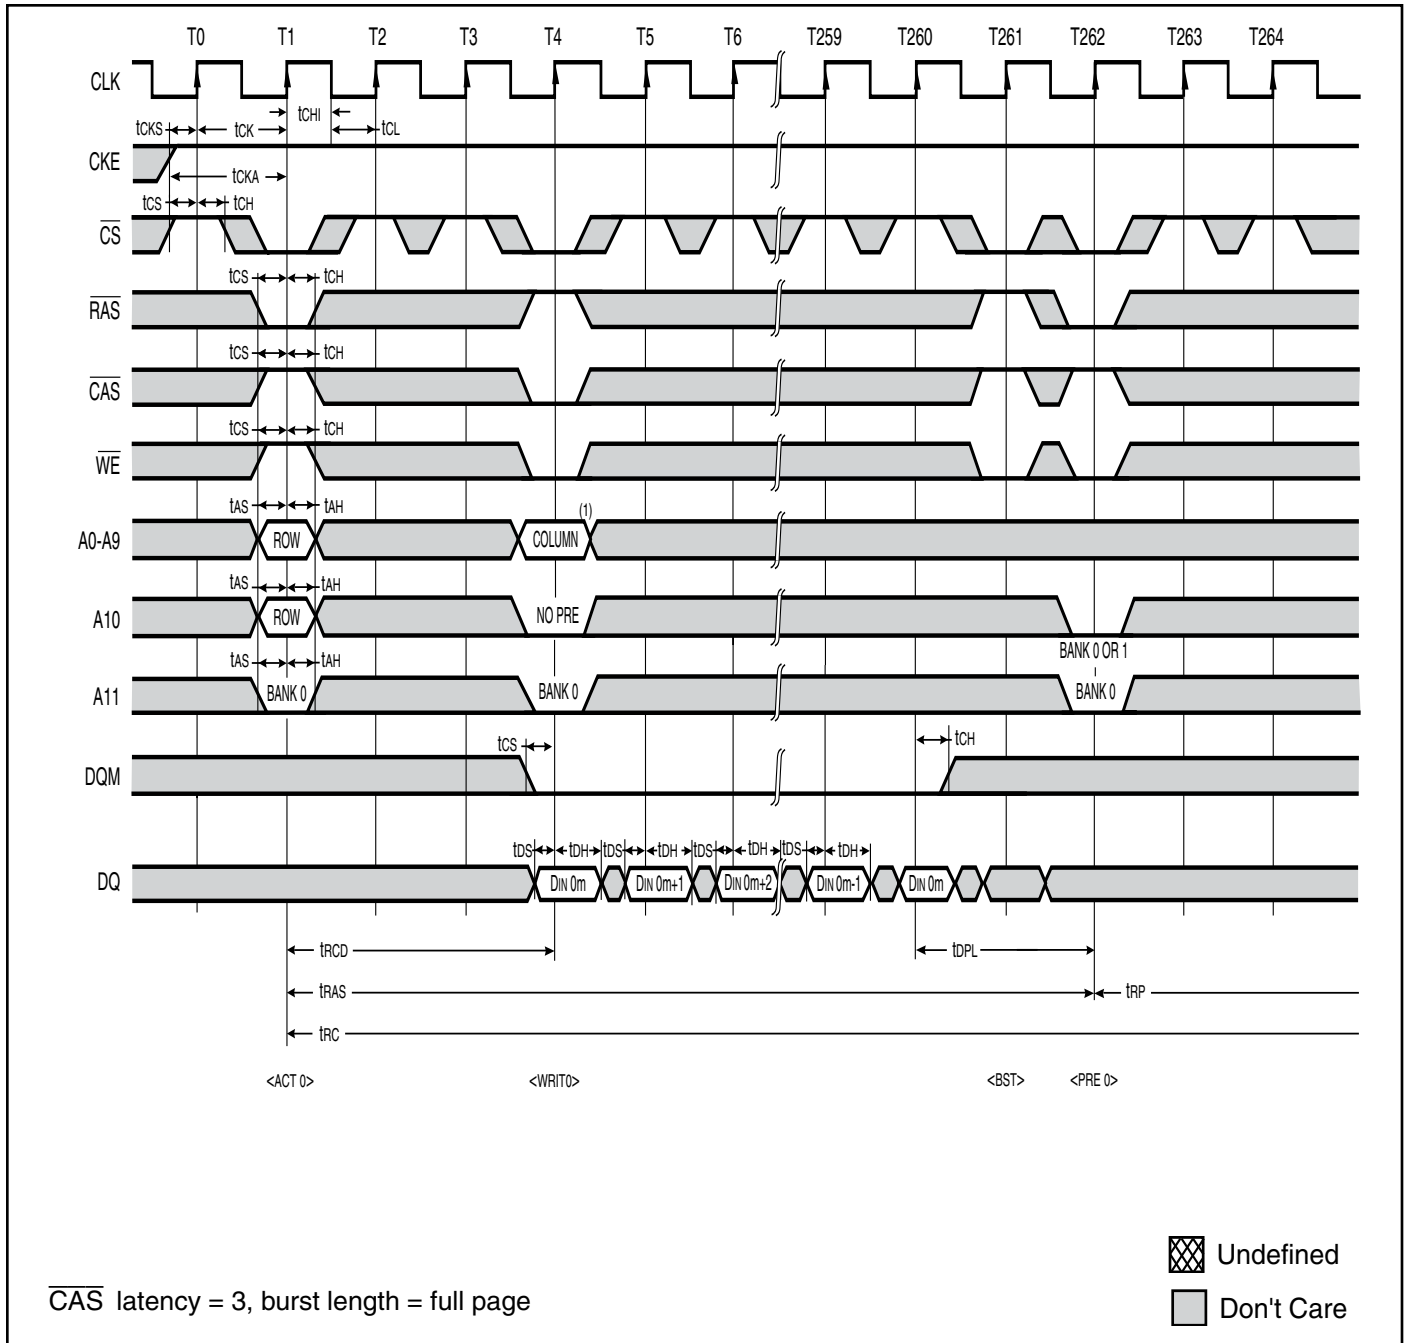 T0 T1 T2 T3 T4 T5 T6 T259 T260 T261 T262 T263 T264
CLK
tCHI
tCKS tCK tCL
CKE
tCKA
tCS tCH
CS
tCS tCH
RAS
tCS tCH
CAS
tCS tCH
WE
tAS tAH (1)
A0-A9 ROW COLUMN
tAS tAH
A10 ROW NO PRE
BANK 0 OR 1
tAS tAH
A11 BANK 0 BANK 0 BANK 0
tCS tCH
DQM
tDS tDH tDS tDH tDS tDH tDS tDH
DQ DIN 0m DIN 0m+1 DIN 0m+2 DIN 0m-1 DIN 0m
tRCD tDPL
tRAS tRP
tRC
<ACT 0> <WRIT0> <BST> <PRE 0>
Undefined
CAS latency = 3, burst length = full page
Don't Care